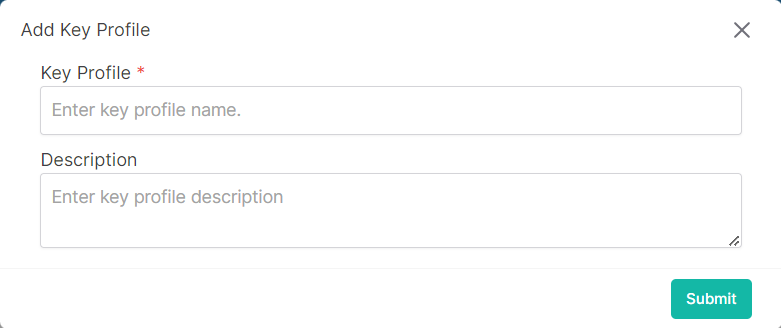 Add Key Profile
Key Profile *
Enter key profile name.
Description
Enter key profile description
Submit